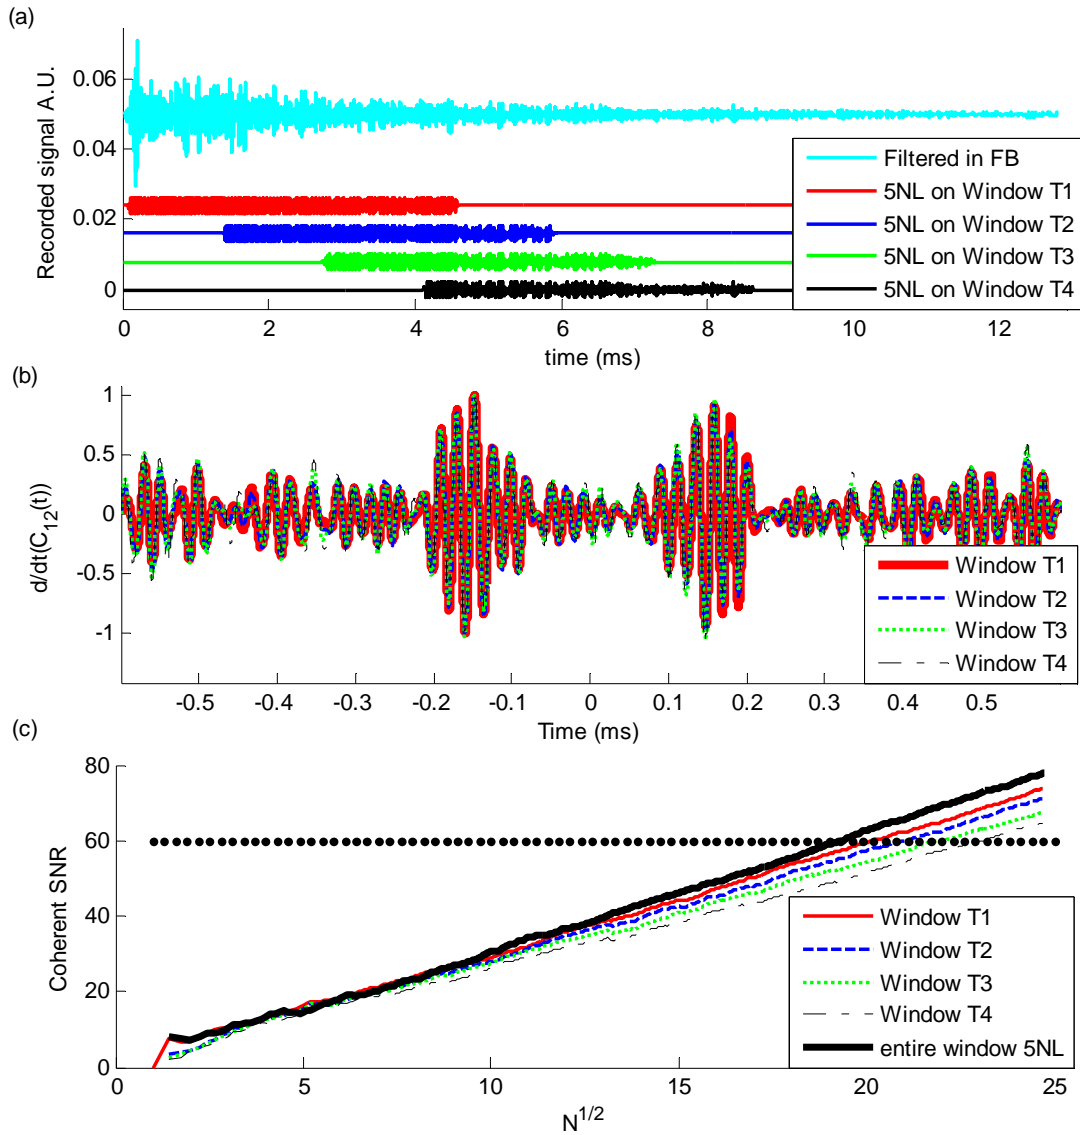 (a)
Recorded signal A.U.
0.06
0.04
0.02
0
0
2
4
6
8
10
12
time (ms)
Filtered in FB
5NL on Window T1
5NL on Window T2
5NL on Window T3
5NL on Window T4
(b)
d/dt(C12(t))
1
0.5
0
-0.5
-1
-0.5
-0.4
-0.3
-0.2
-0.1
0
0.1
0.2
0.3
0.4
0.5
Time (ms)
Window T1
Window T2
Window T3
Window T4
(c)
Coherent SNR
80
60
40
20
0
0
5
10
15
20
25
N^1/2
Window T1
Window T2
Window T3
Window T4
entire window 5NL